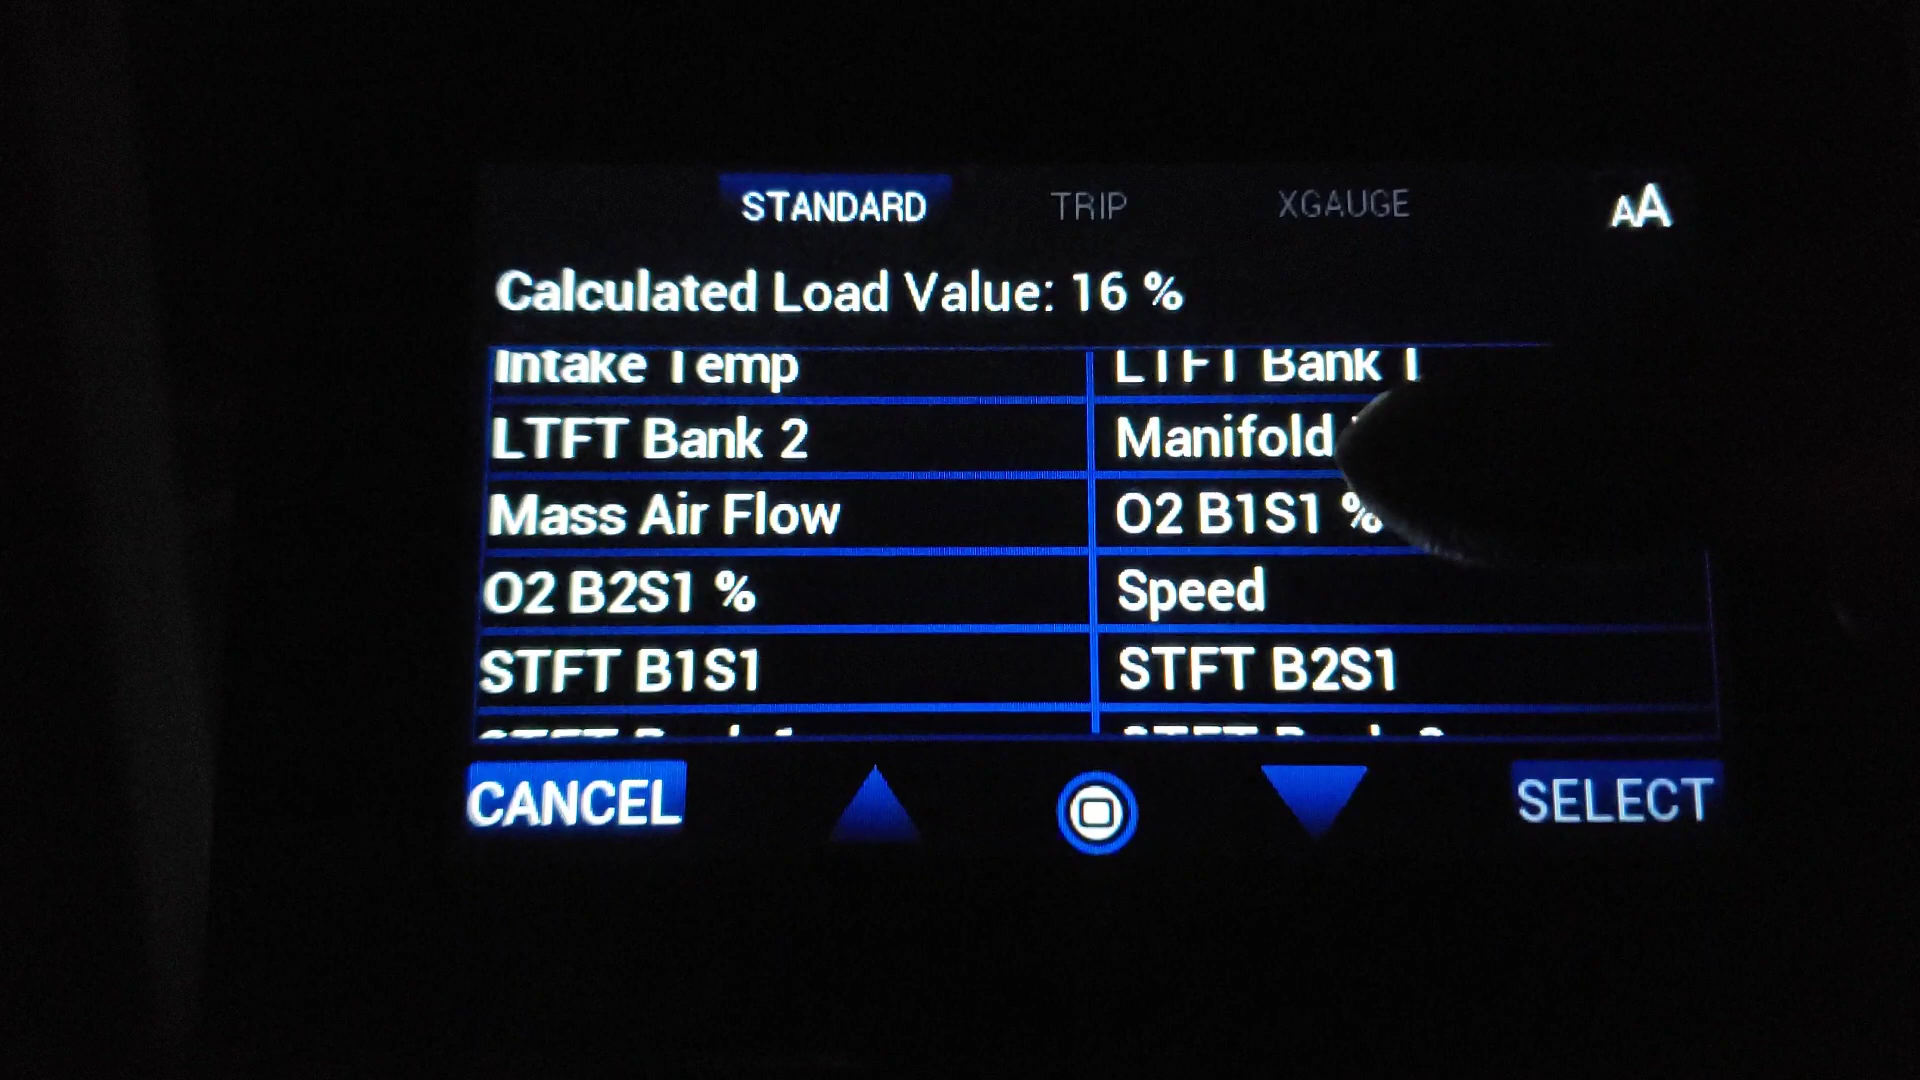 STANDARD TRIP XGAUGE AA
Calculated Load Value: 16 %
Intake Temp LTFT Bank 1
LTFT Bank 2 Manifold
Mass Air Flow O2 B1S1 %
O2 B2S1 % Speed
STFT B1S1 STFT B2S1
CANCEL SELECT